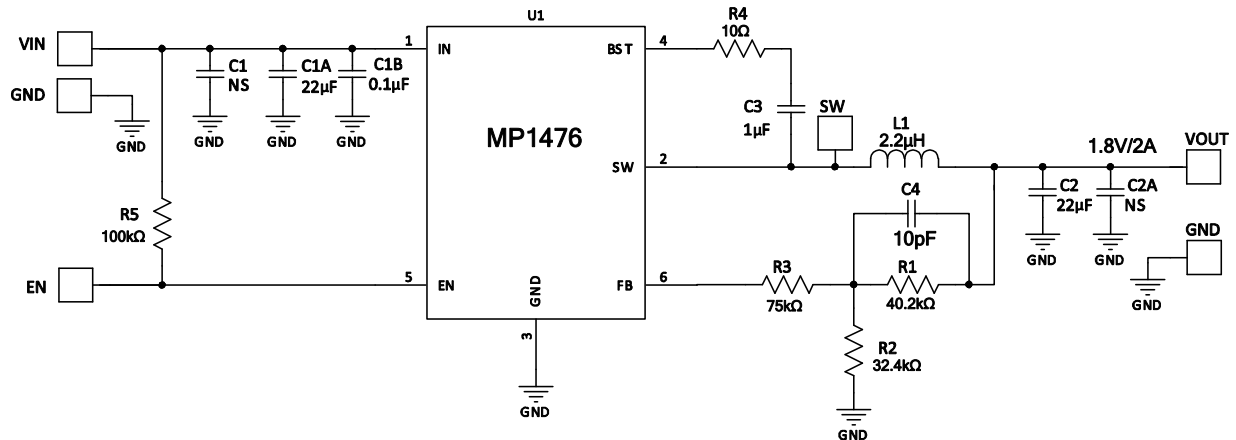 U1
MP1476
VIN
GND
GND
R5
100kΩ
EN
C1
NS
GND
C1A
22µF
GND
C1B
0.1µF
GND
1
IN
5
EN
GND
3
GND
BST
4
SW
2
FB
6
R4
10Ω
C3
1µF
SW
L1
2.2µH
C4
10pF
R3
75kΩ
R1
40.2kΩ
R2
32.4kΩ
GND
1.8V/2A
VOUT
C2
22µF
GND
C2A
NS
GND
GND
GND